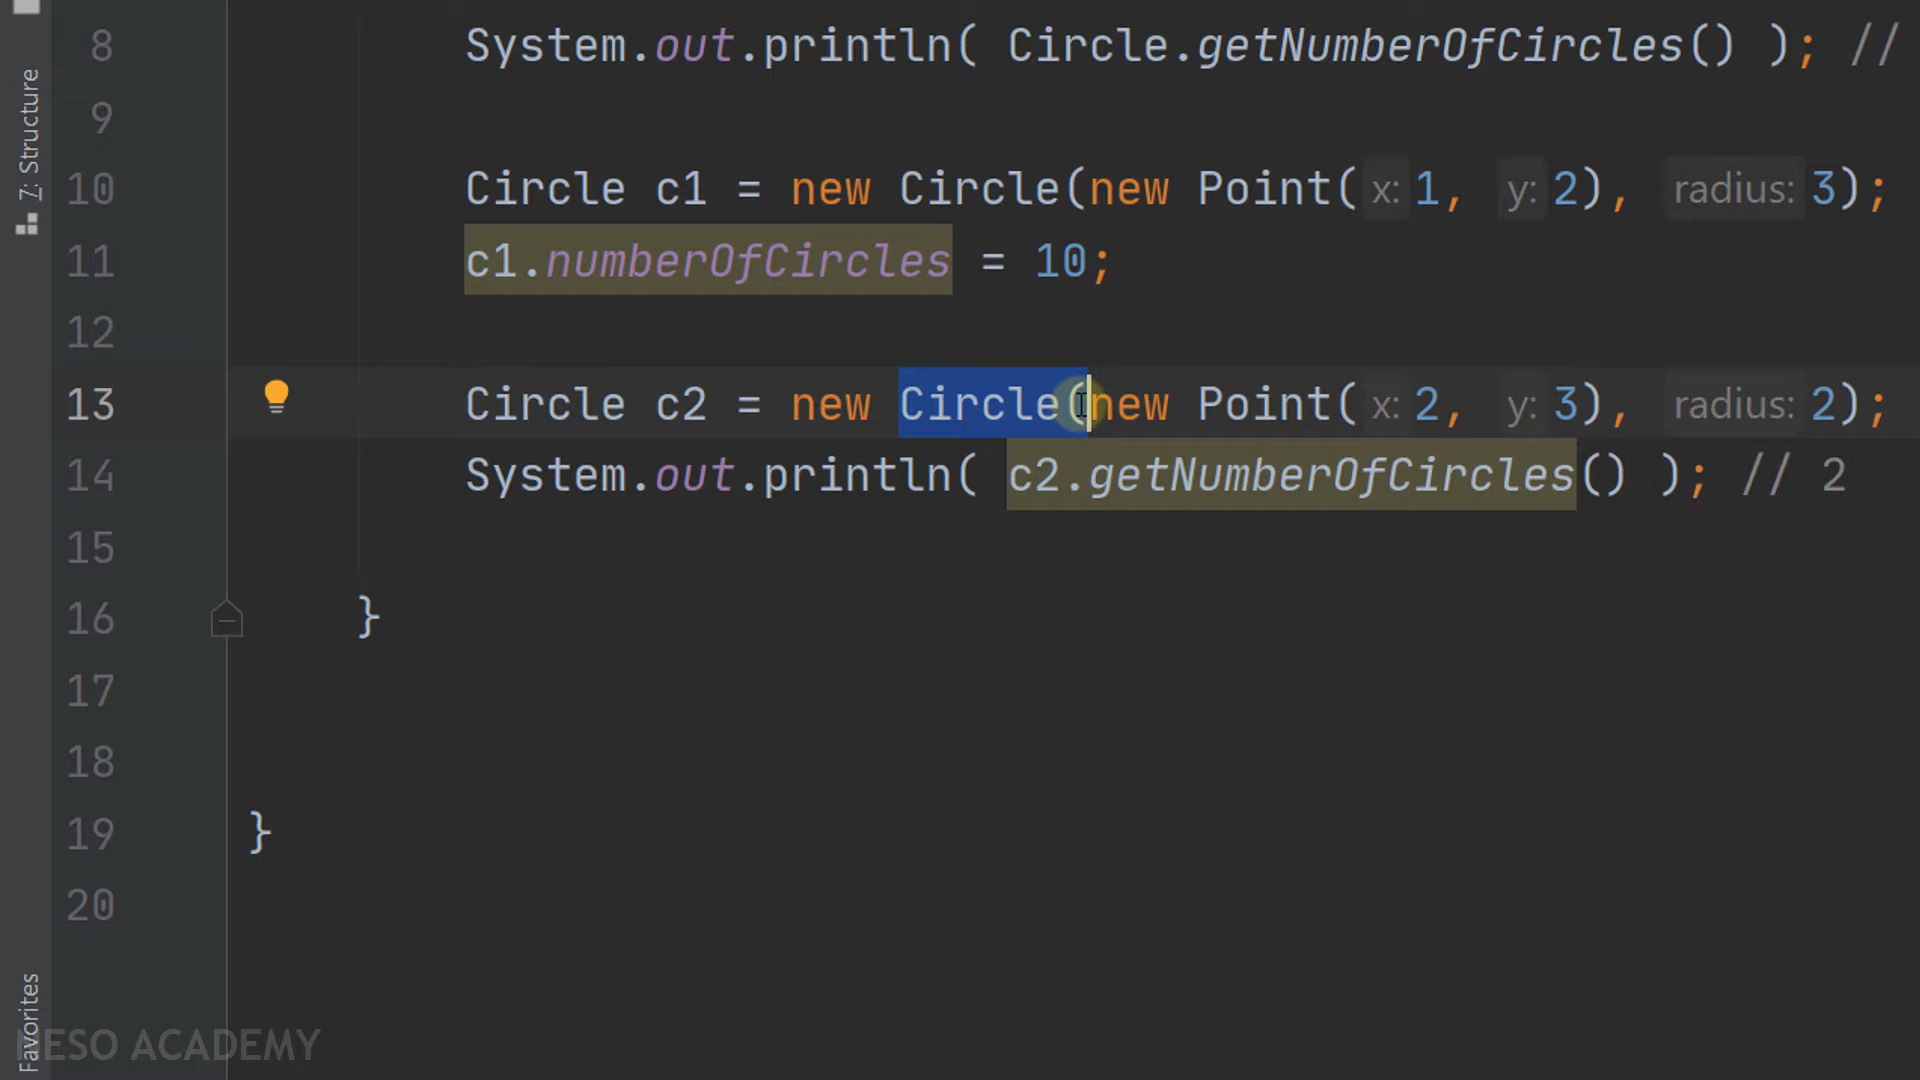 7: Structure
8 System.out.println( Circle.getNumberOfCircles() ); //
9
10 Circle c1 = new Circle(new Point( x: 1, y: 2), radius: 3);
11 c1.numberOfCircles = 10;
12
13 Circle c2 = new Circle(new Point( x: 2, y: 3), radius: 2);
14 System.out.println( c2.getNumberOfCircles() ); // 2
15
16 }
17
18
19 }
20
Favorites
NESO ACADEMY